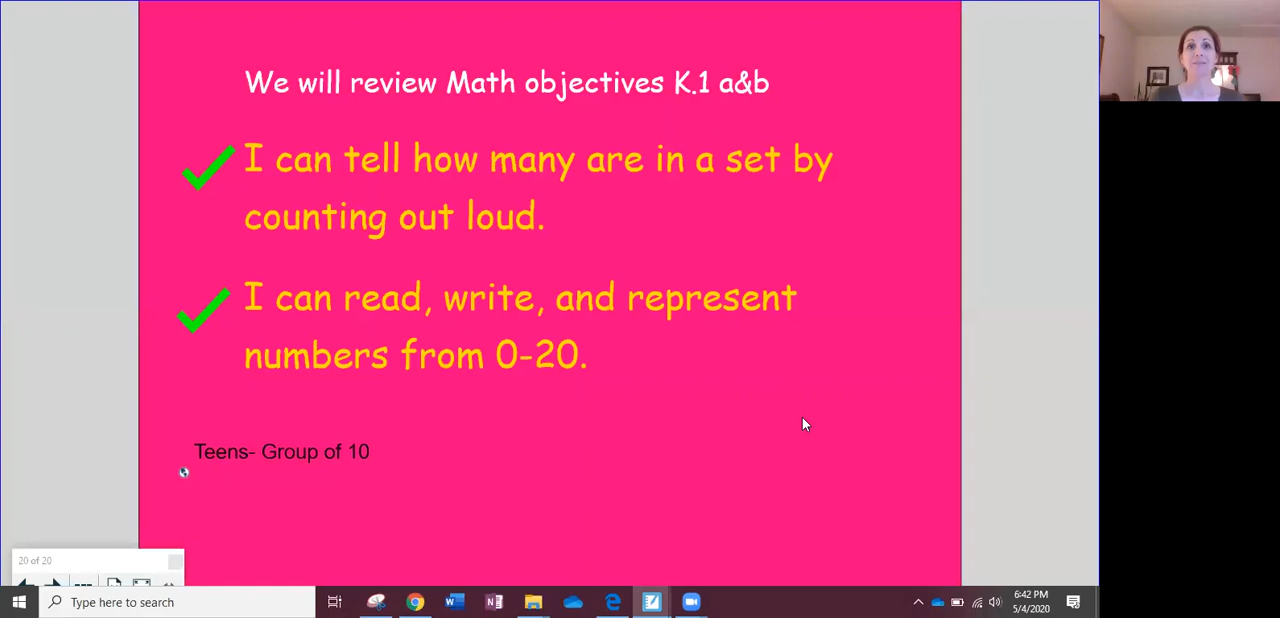 We will review Math objectives K.1 a&b
I can tell how many are in a set by
counting out loud.
I can read, write, and represent
numbers from 0-20.
Teens- Group of 10
20 of 20
Type here to search
6:42 PM
5/4/2020